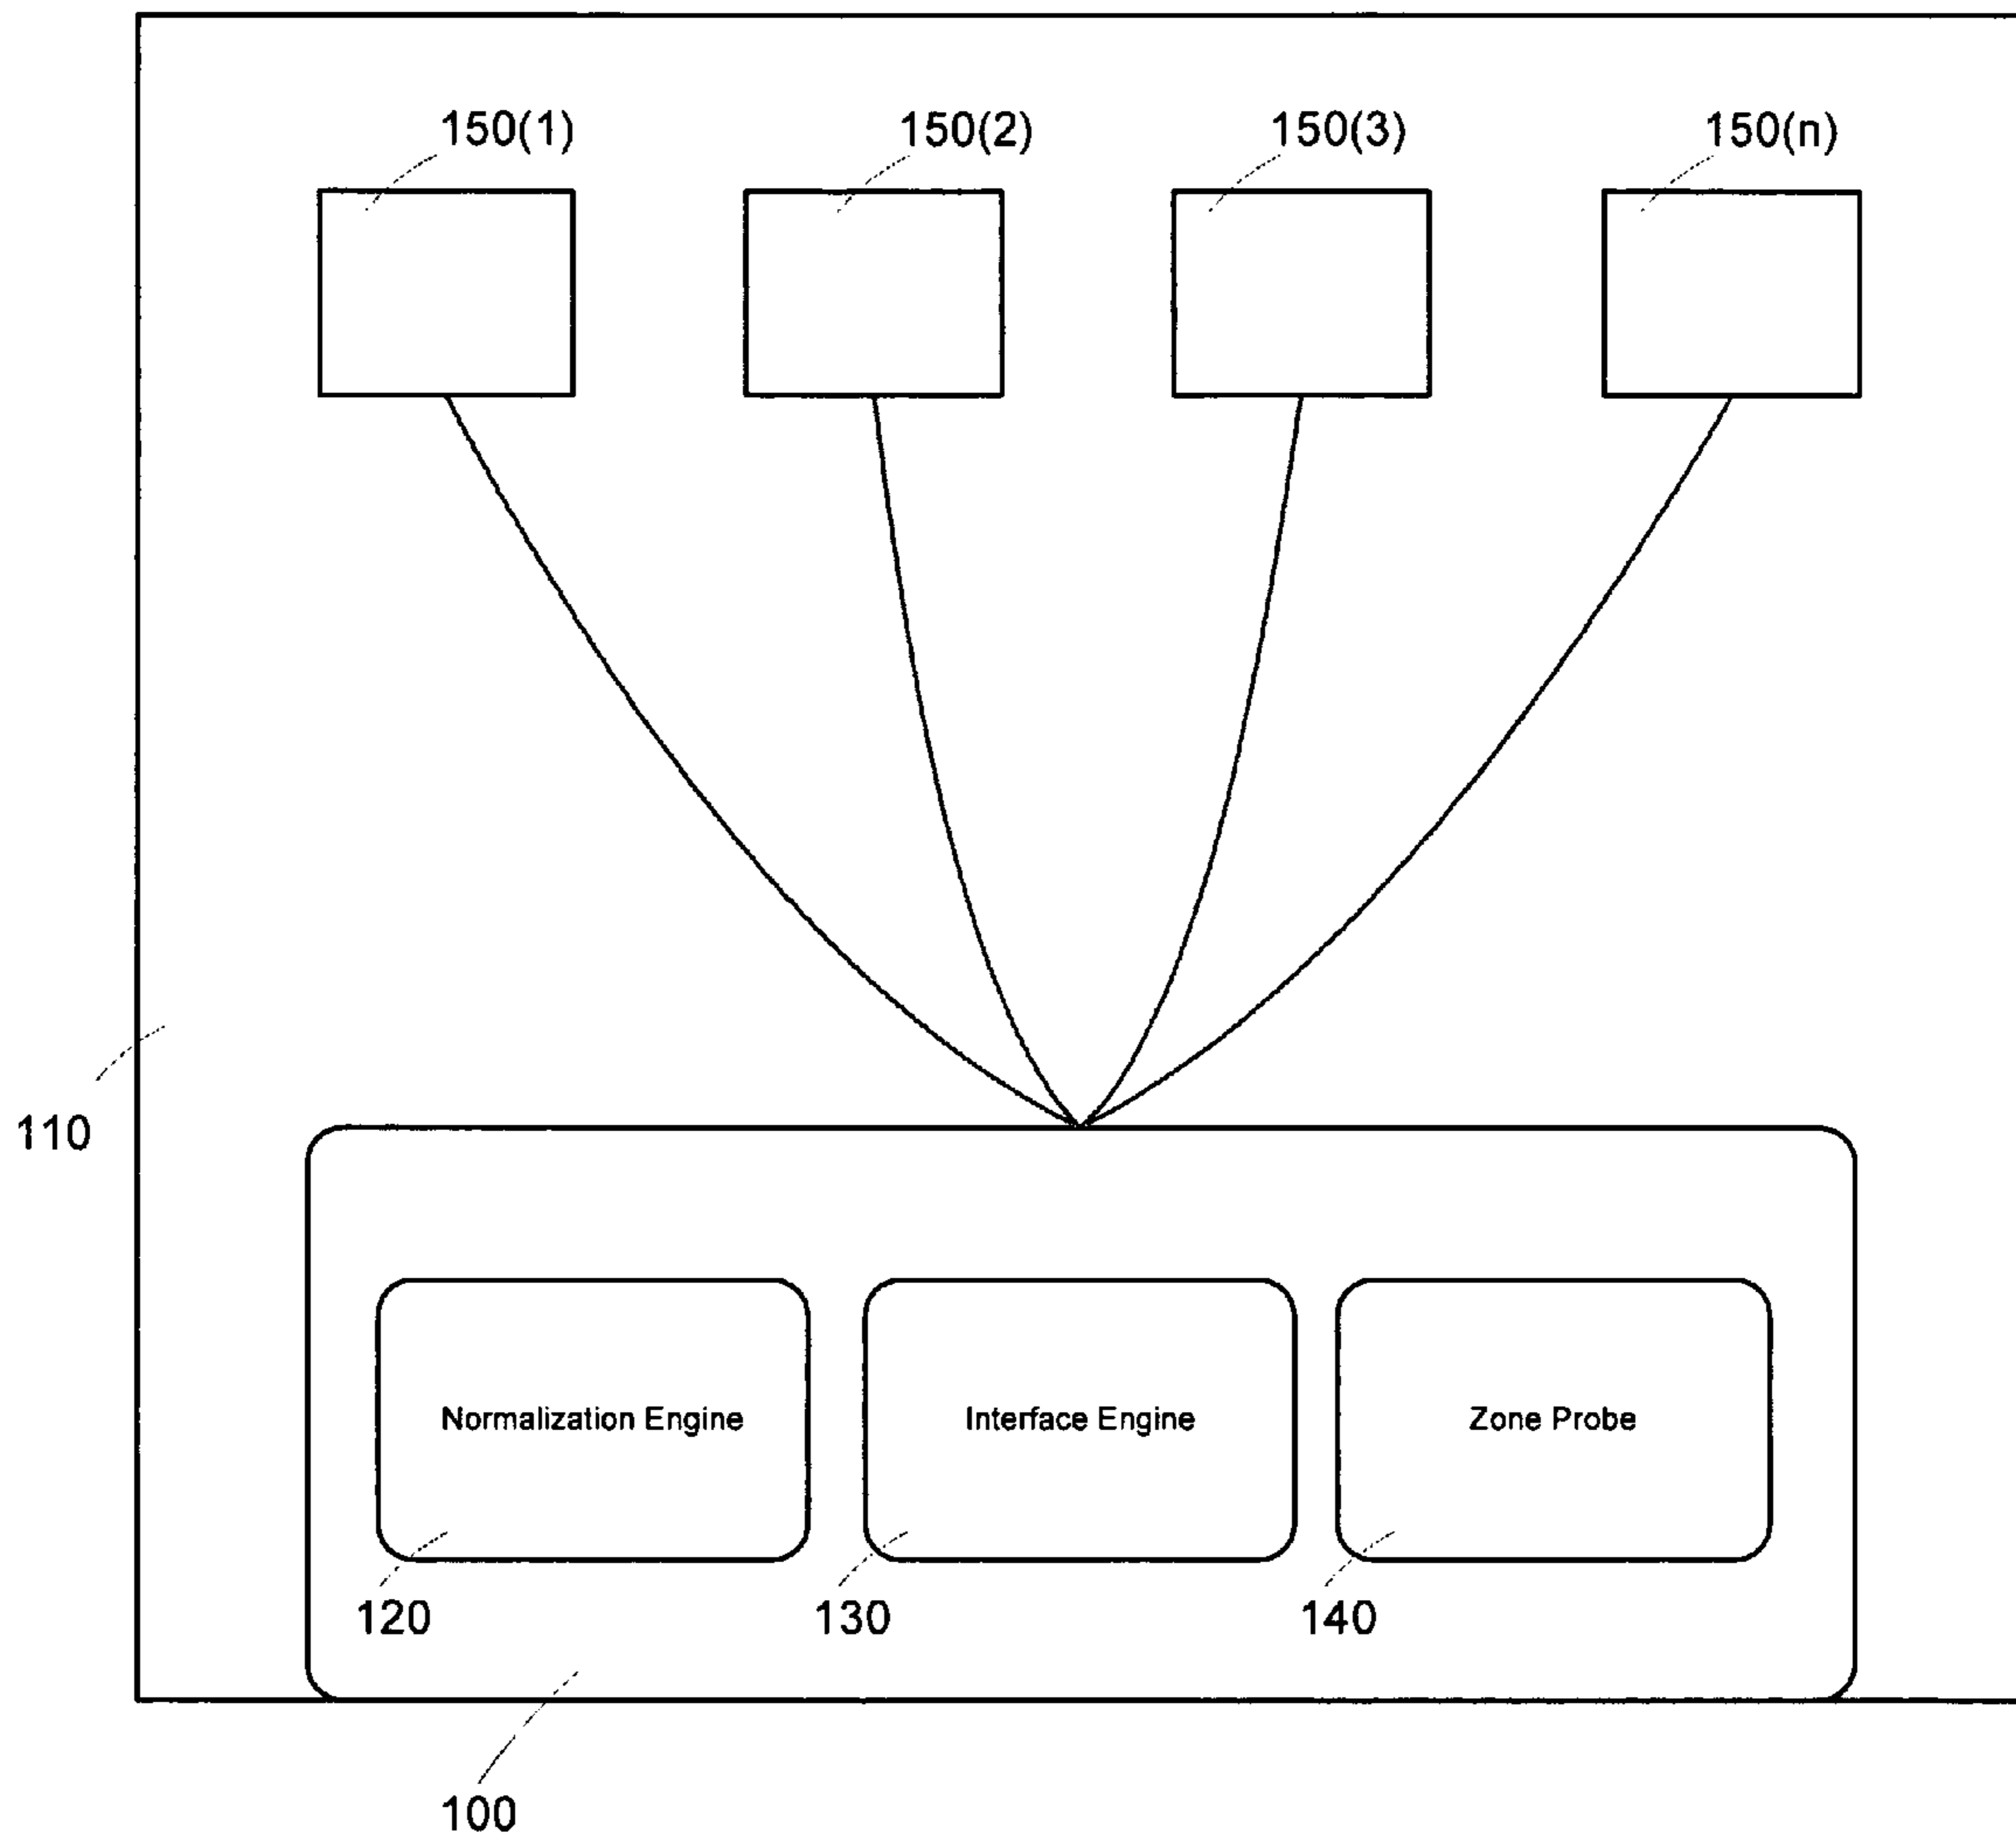 150(1) 150(2) 150(3) 150(n)
110
Normalization Engine Interface Engine Zone Probe
120 130 140
100